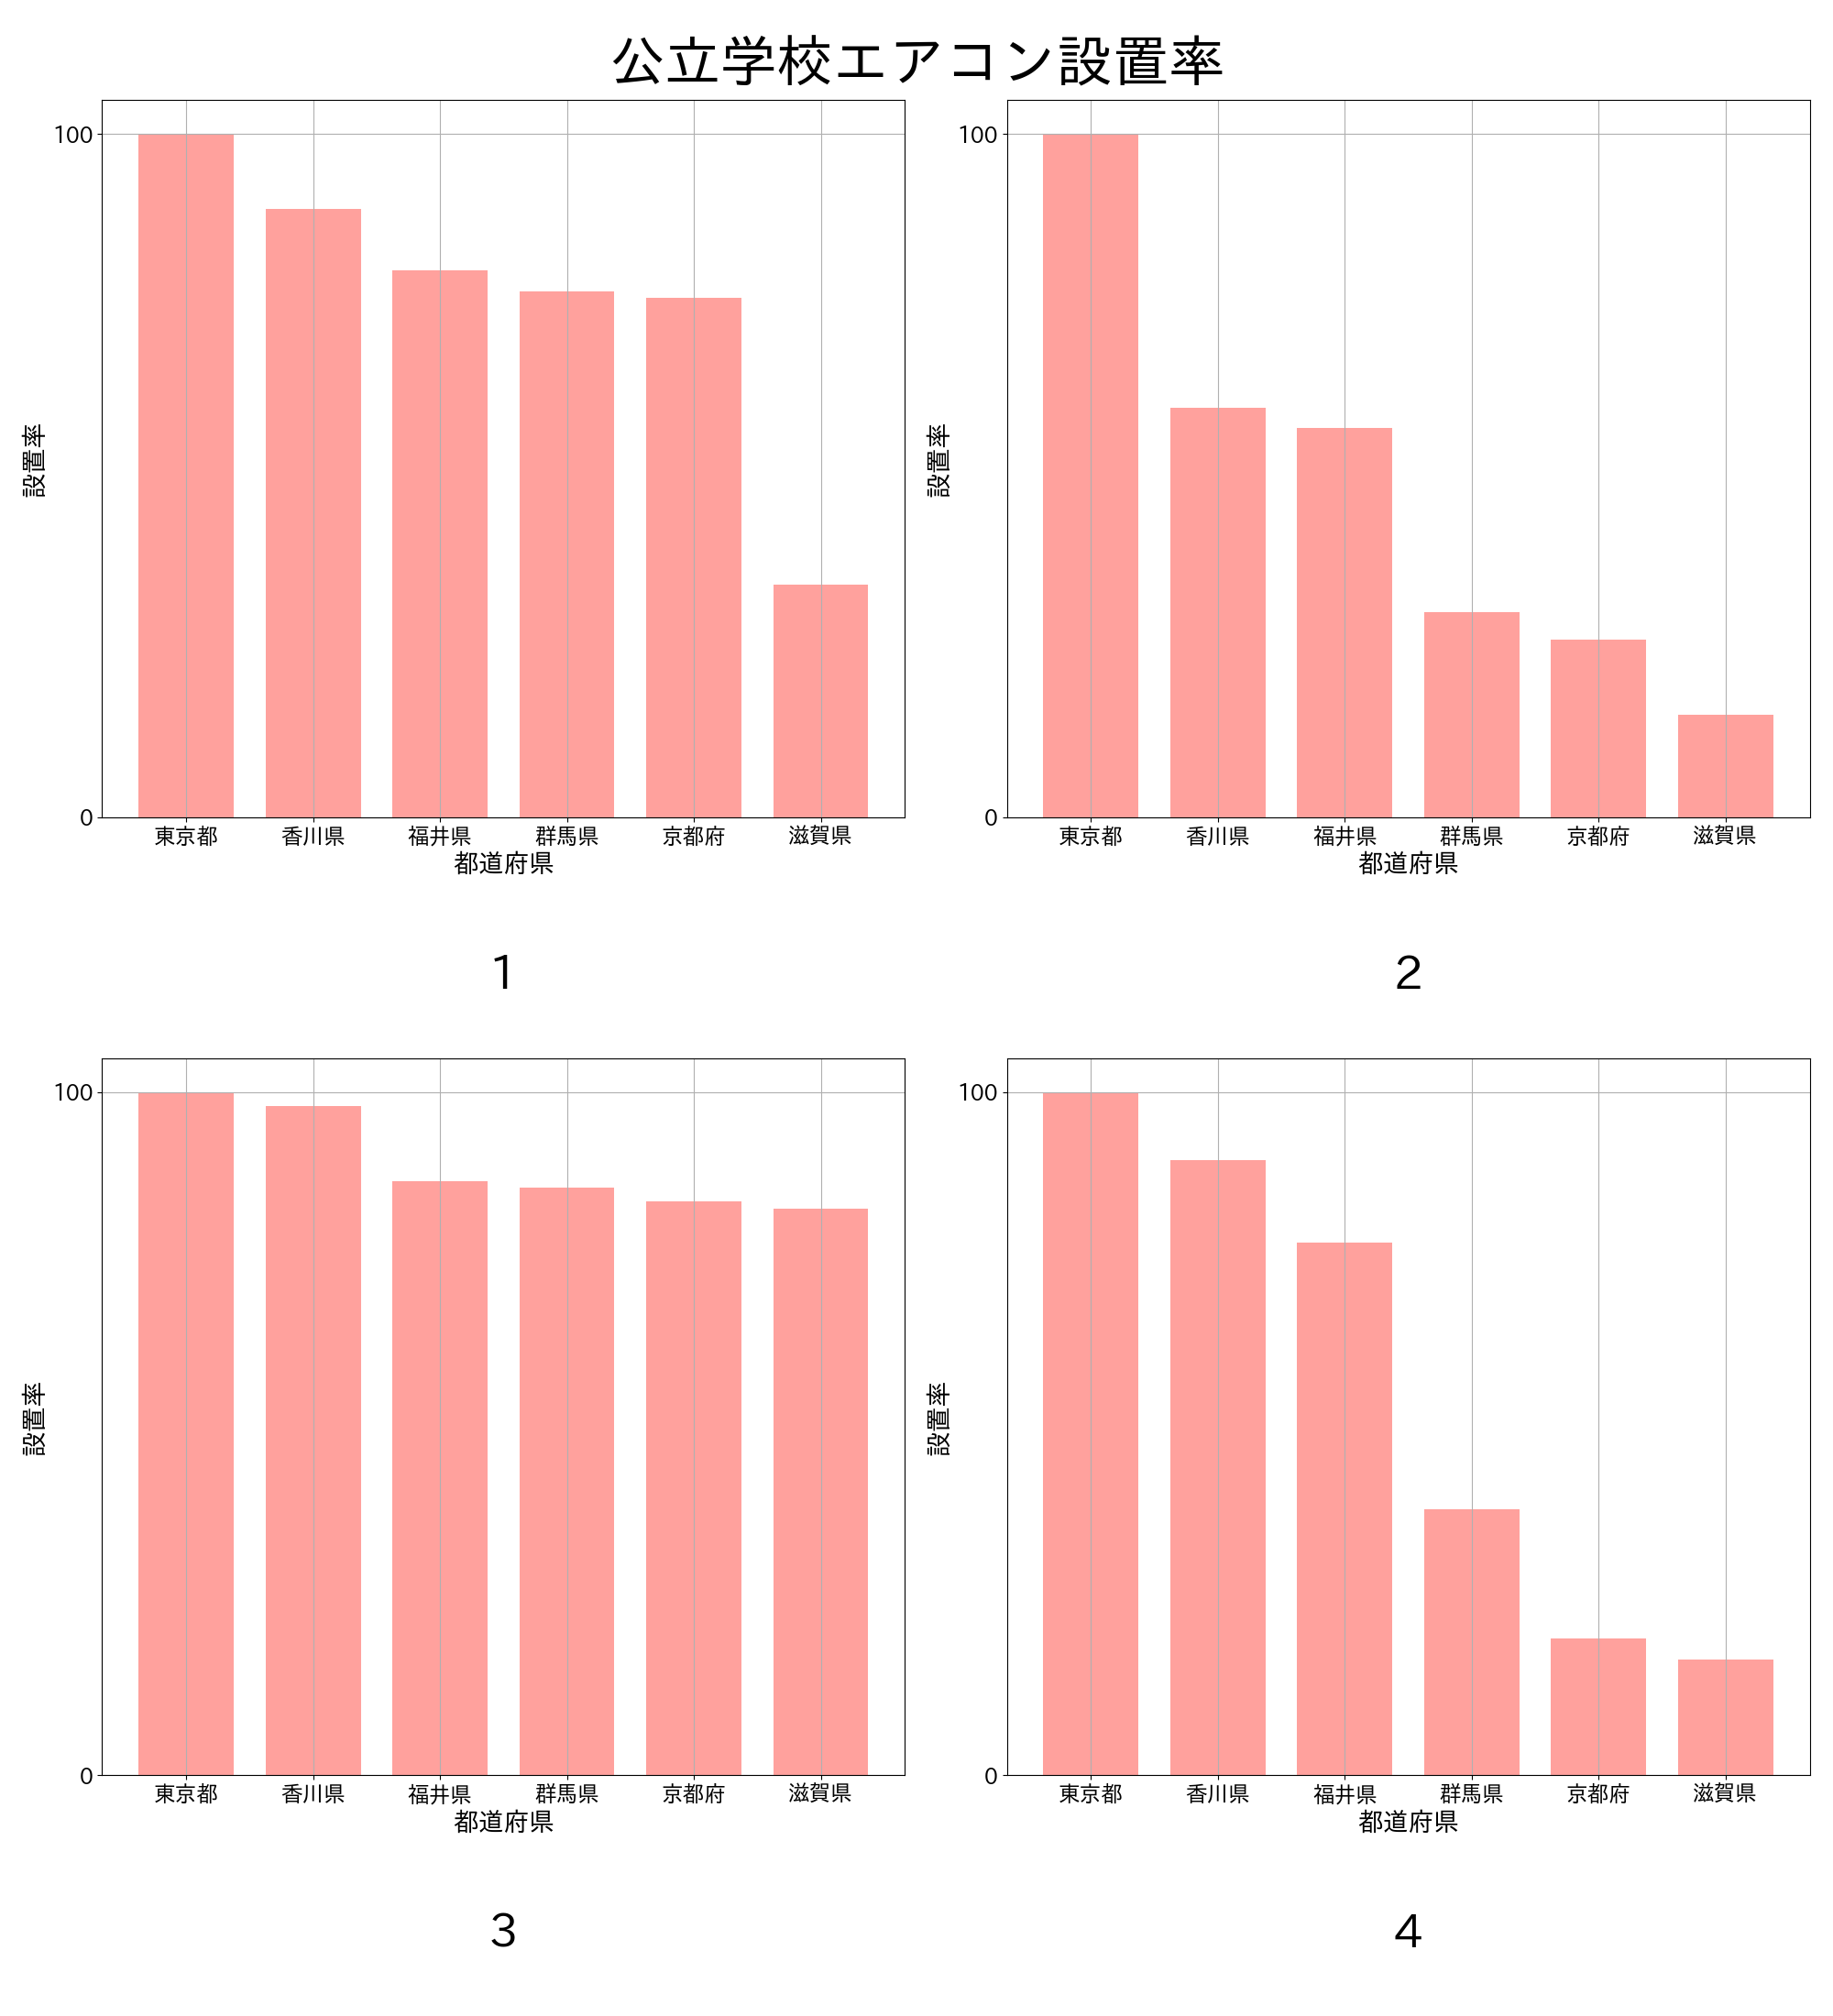 公立学校エアコン設置率
100
0
設置率
東京都 香川県 福井県 群馬県 京都府 滋賀県
都道府県
1
100
0
設置率
東京都 香川県 福井県 群馬県 京都府 滋賀県
都道府県
2
100
0
設置率
東京都 香川県 福井県 群馬県 京都府 滋賀県
都道府県
3
100
0
設置率
東京都 香川県 福井県 群馬県 京都府 滋賀県
都道府県
4